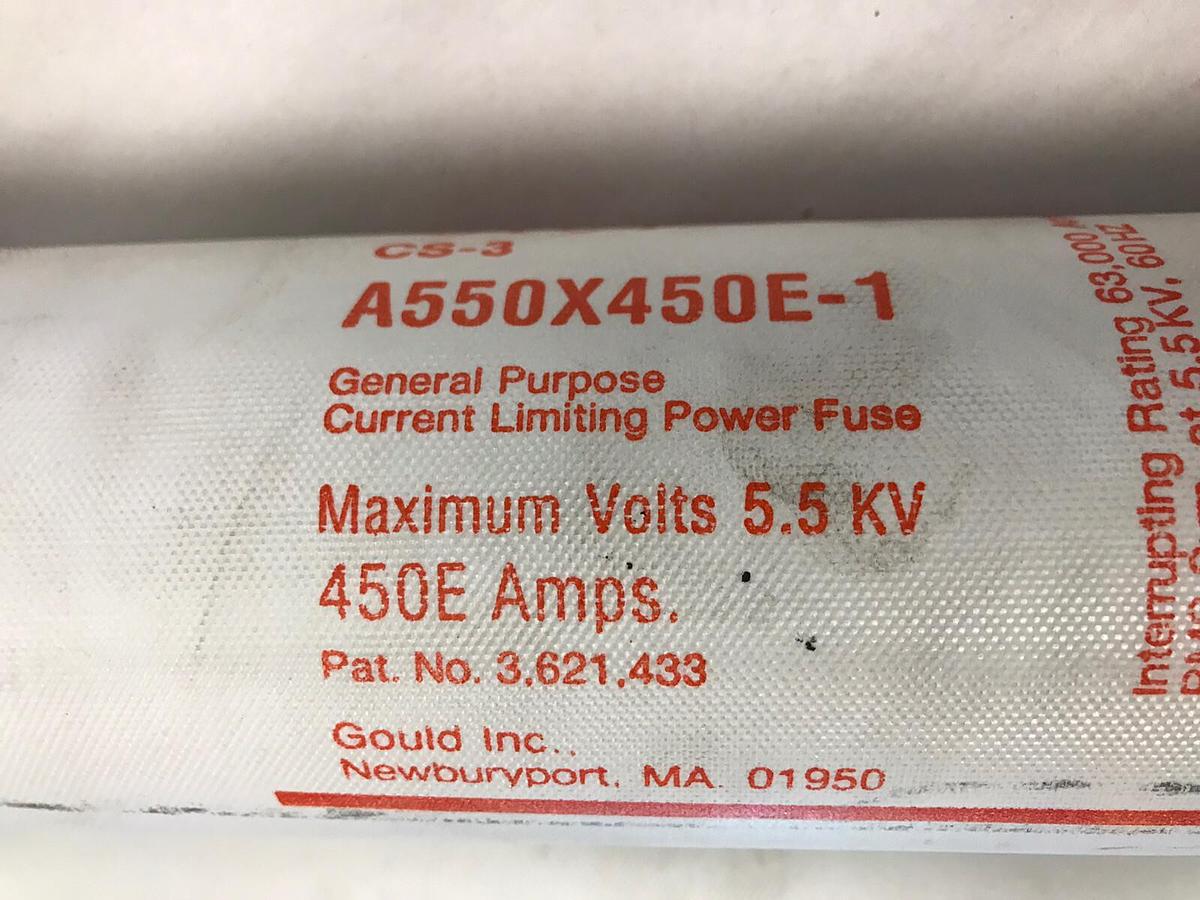 CS-3
A550X450E-1
General Purpose
Current Limiting Power Fuse
Maximum Volts 5.5 KV
450E Amps.
Pat. No. 3,621,433
Gould Inc..
Newburyport, MA. 01950
Interrupting Rating 63,000
at 5.5KV, 60HZ